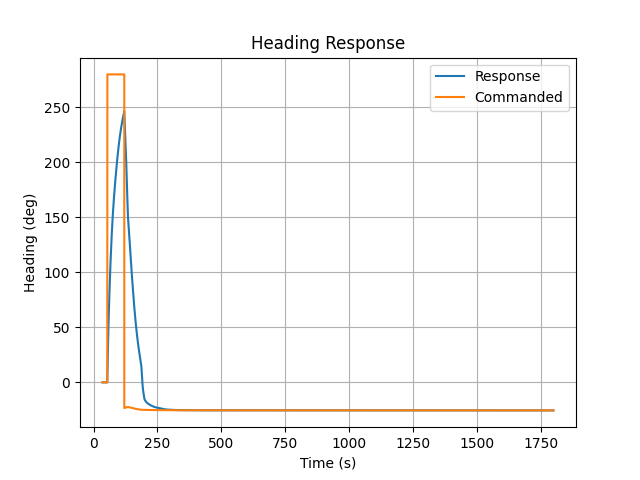 Heading Response
Response
Commanded
Heading (deg)
250
200
150
100
50
0
0 250 500 750 1000 1250 1500 1750
Time (s)